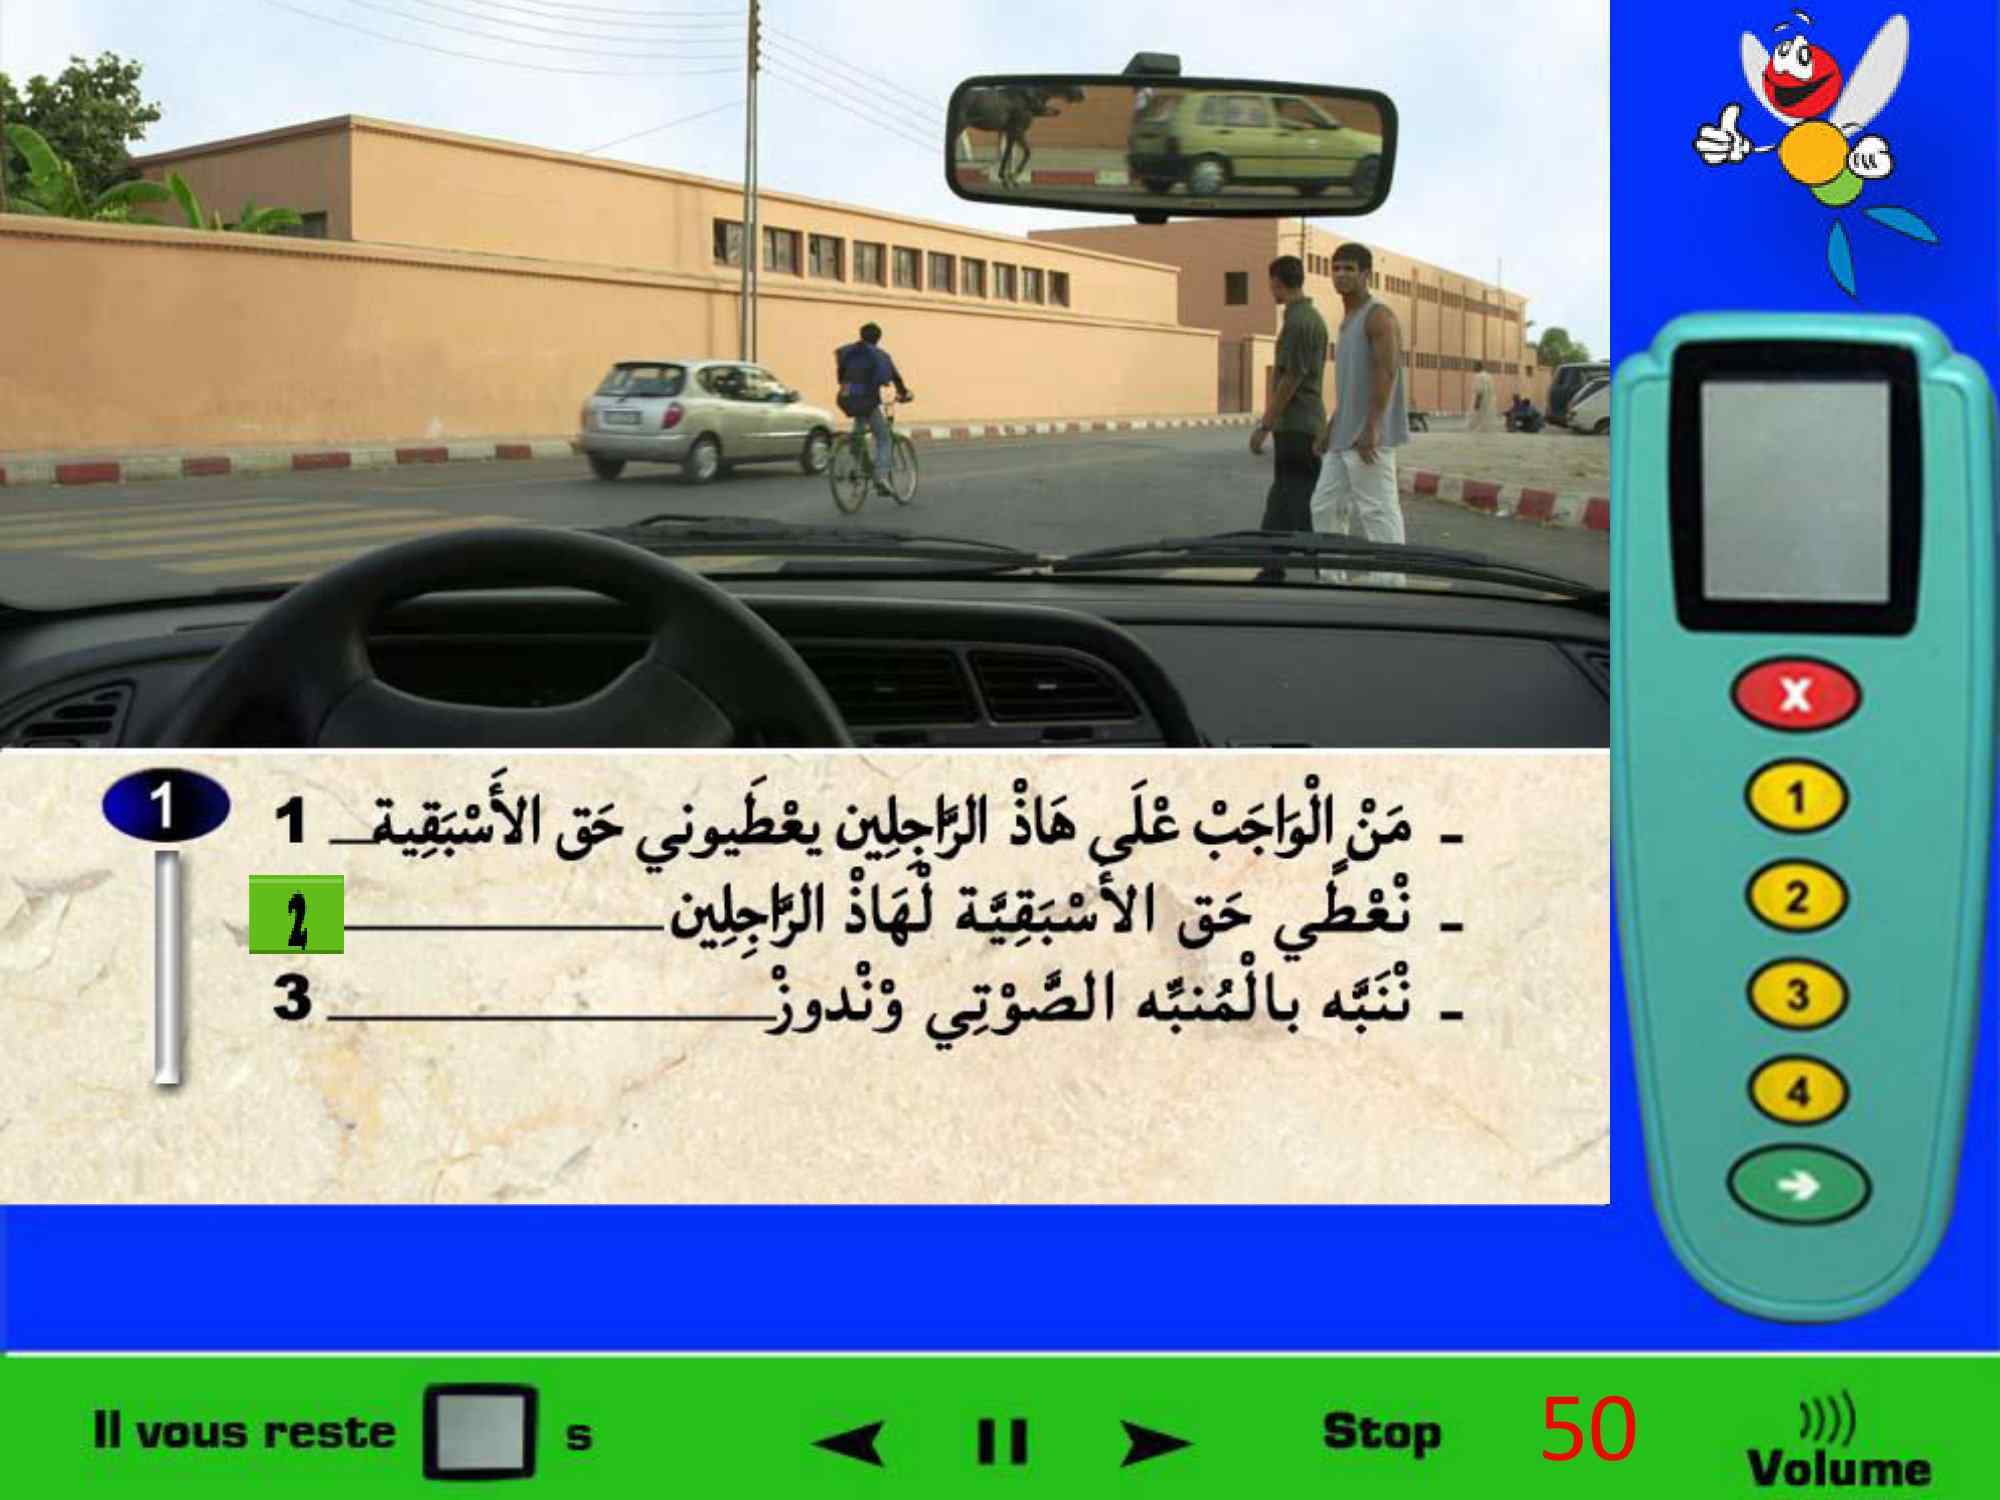 1
ـ مَنْ الْوَاجَبْ عْلَى هَاذْ الرَّاجِلِين يعْطَيوني حَق الأَسْبَقِية 1
ـ نْعْطَي حَق الأَسْبَقِيَّة لْهَاذْ الرَّاجِلِين 2
ـ نْنَبَّه بالْمُنبِّه الصَّوْتِي وْنْدوزْ 3
X
1
2
3
4
Il vous reste s Stop 50 Volume